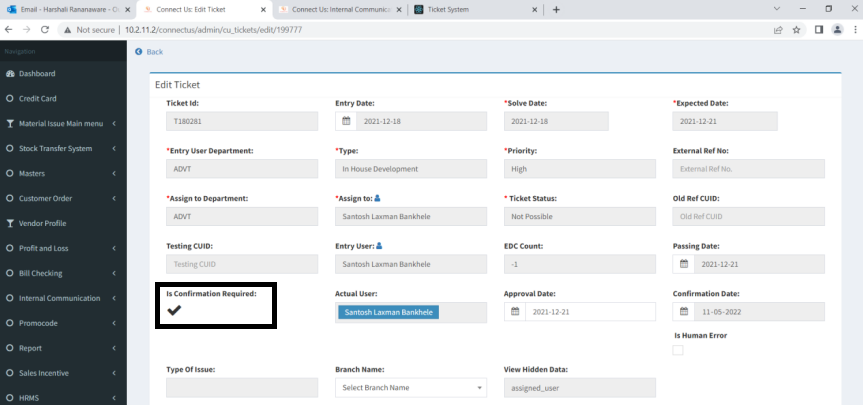 Email - Harshali Rananaware - Ou
Connect Us: Edit Ticket
Connect Us: Internal Communica
Ticket System
Not secure | 10.2.11.2/connectus/admin/cu_tickets/edit/199777
Navigation
Back
Dashboard
Edit Ticket
Credit Card
Ticket Id: Entry Date: *Solve Date: *Expected Date:
Material Issue Main menu
T180281 2021-12-18 2021-12-18 2021-12-21
Stock Transfer System
*Entry User Department: *Type: *Priority: External Ref No:
Masters
ADVT In House Development High External Ref No.
Customer Order
*Assign to Department: *Assign to: * Ticket Status: Old Ref CUID:
Vendor Profile
ADVT Santosh Laxman Bankhele Not Possible Old Ref CUID
Profit and Loss
Testing CUID: Entry User: EDC Count: Passing Date:
Bill Checking
Testing CUID Santosh Laxman Bankhele -1 2021-12-21
Internal Communication
Is Confirmation Required: Actual User: Approval Date: Confirmation Date:
Promocode
Santosh Laxman Bankhele 2021-12-21 11-05-2022
Is Human Error
Report
Type Of Issue: Branch Name: View Hidden Data:
Sales Incentive
Select Branch Name assigned_user
HRMS